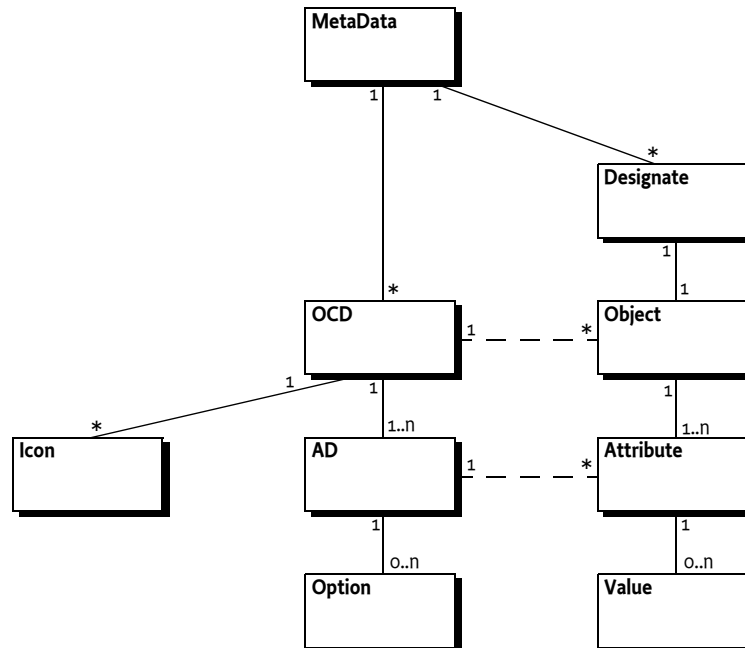 MetaData
1 1
*
Designate
1
* 1
OCD Object
1 *
1 1 1
* 1..n 1..n
Icon AD Attribute
1 *
1 1
0..n 0..n
Option Value